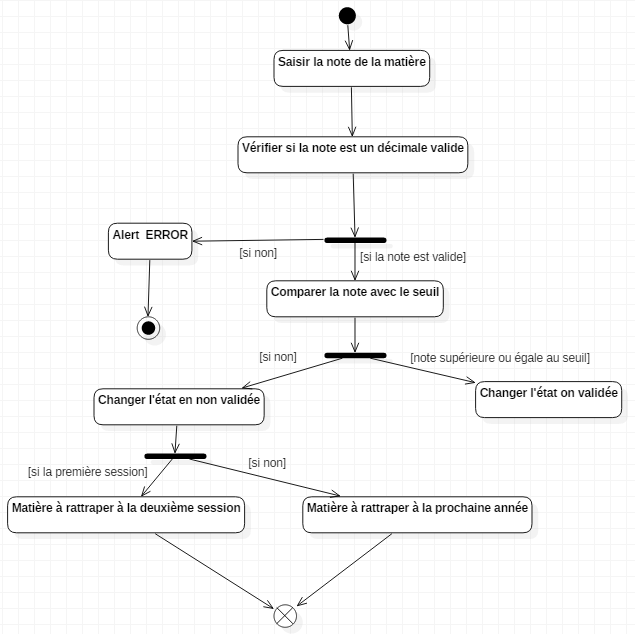 Saisir la note de la matière
Vérifier si la note est un décimale valide
Alert  ERROR
[si non]
[si la note est valide]
Comparer la note avec le seuil
[si non]
[note supérieure ou égale au seuil]
Changer l'état en non validée
Changer l'état on validée
[si la première session]
[si non]
Matière à rattraper à la deuxième session
Matière à rattraper à la prochaine année